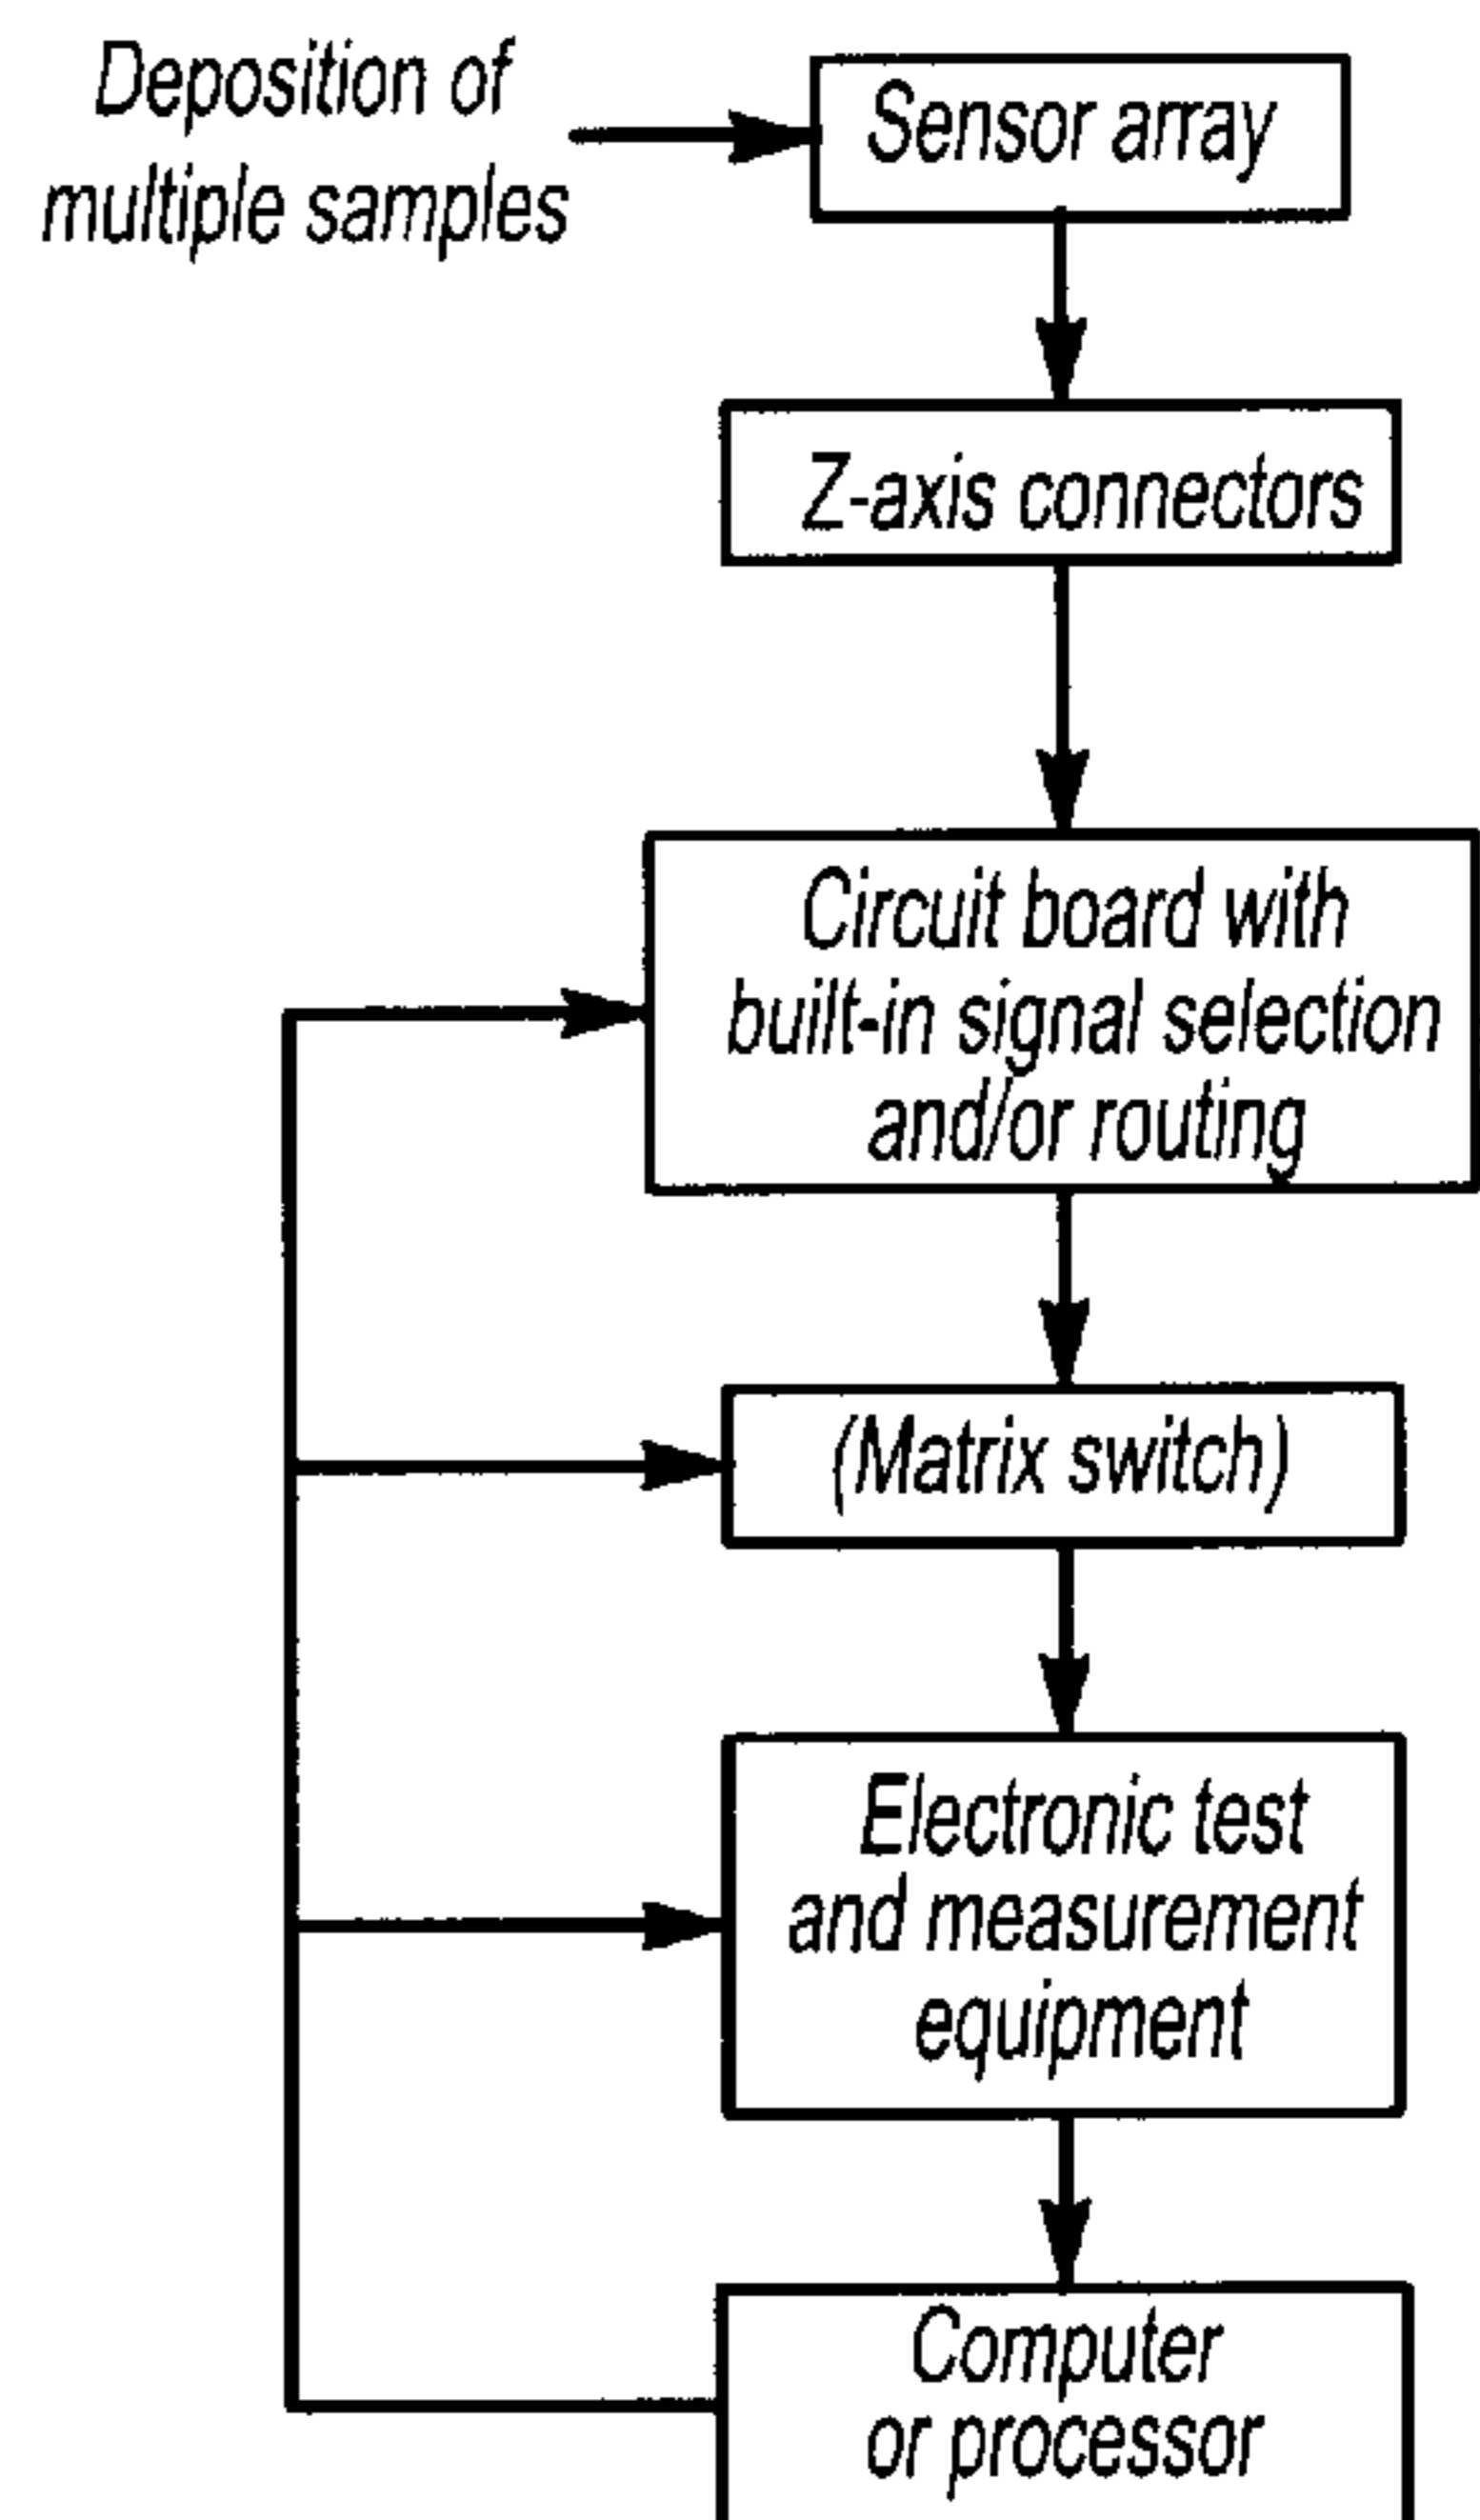 Deposition of
multiple samples
Sensor array
Z-axis connectors
Circuit board with
built-in signal selection
and/or routing
(Matrix switch)
Electronic test
and measurement
equipment
Computer
or processor